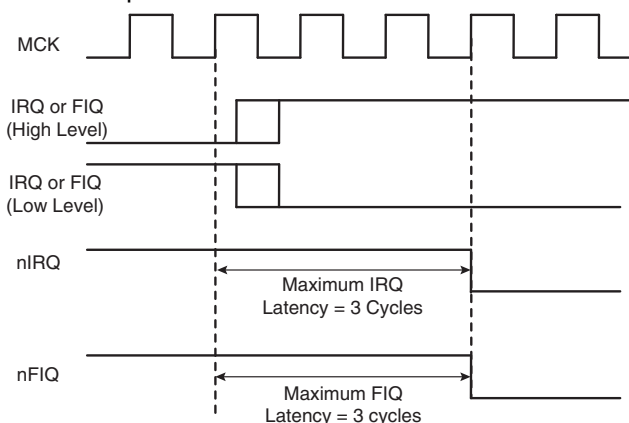 MCK
IRQ or FIQ
(High Level)
IRQ or FIQ
(Low Level)
nIRQ
Maximum IRQ
Latency = 3 Cycles
nFIQ
Maximum FIQ
Latency = 3 cycles